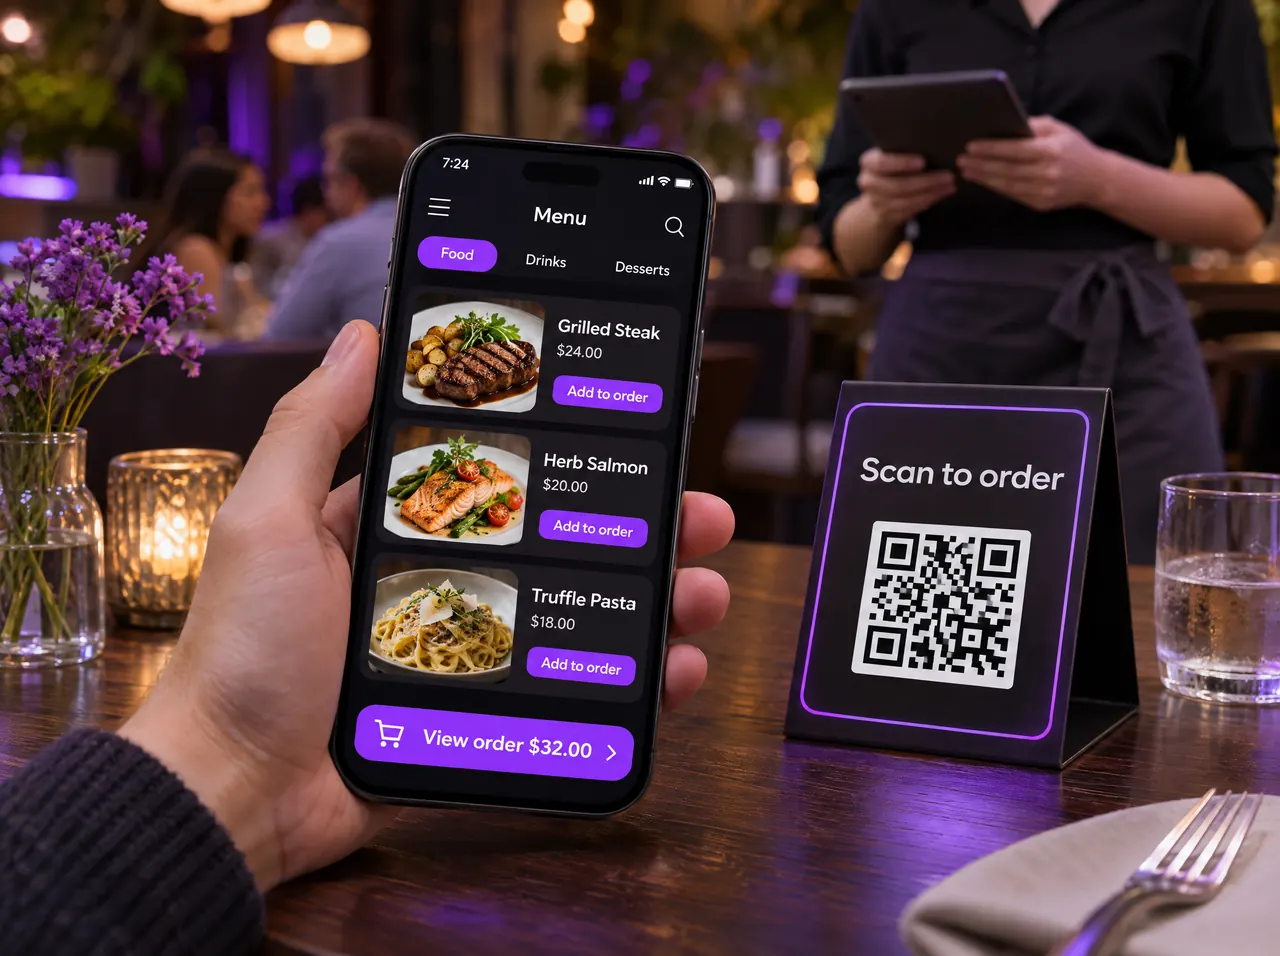 7:24
Menu
Food
Drinks
Desserts
Grilled Steak
$24.00
Add to order
Herb Salmon
$20.00
Add to order
Truffle Pasta
$18.00
Add to order
View order $32.00
Scan to order